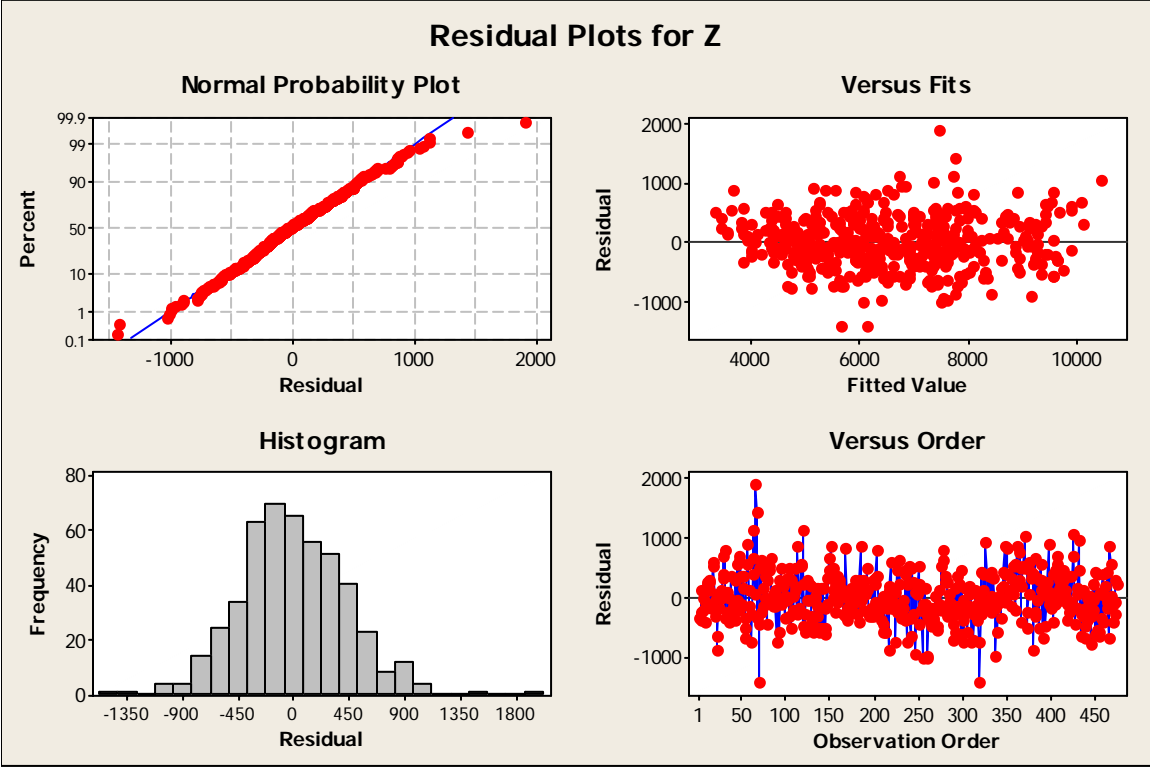 Residual Plots for Z
Normal Probability Plot
99.9
99
90
50
10
1
0.1
Percent
-1000 0 1000 2000
Residual
Versus Fits
2000
1000
0
-1000
Residual
4000 6000 8000 10000
Fitted Value
Histogram
80
60
40
20
0
Frequency
-1350 -900 -450 0 450 900 1350 1800
Residual
Versus Order
2000
1000
0
-1000
Residual
1 50 100 150 200 250 300 350 400 450
Observation Order